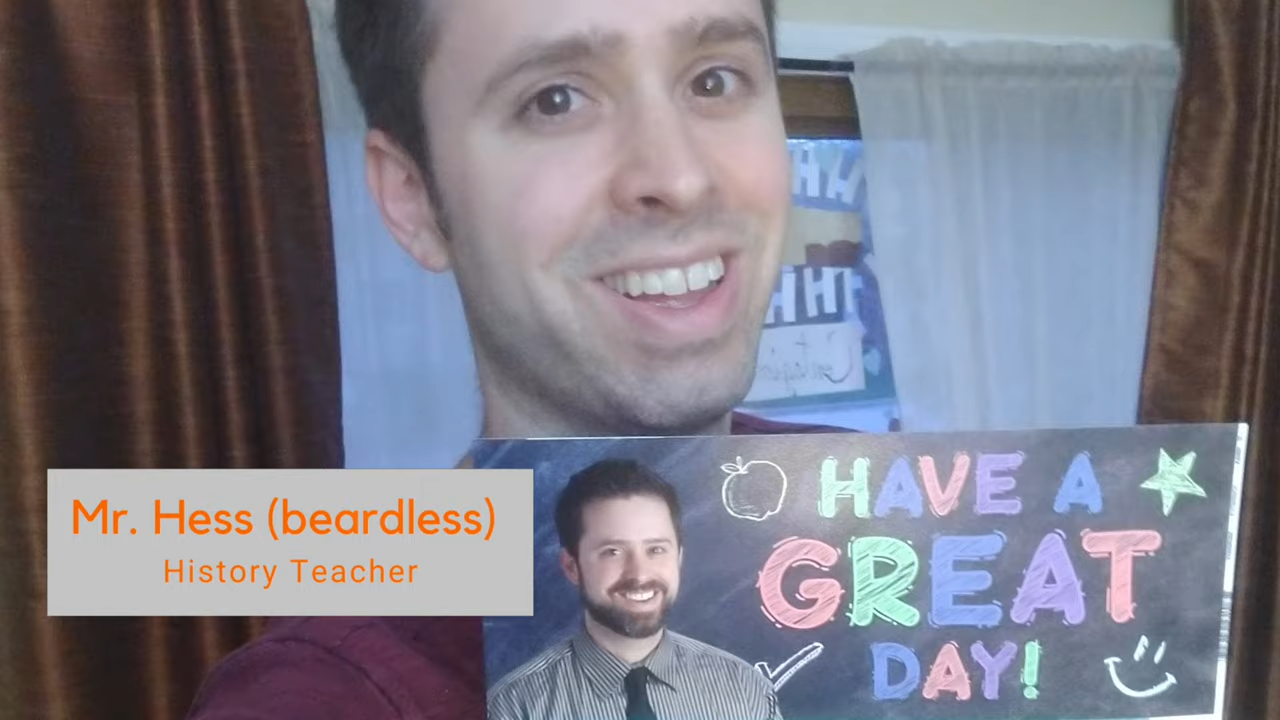 Mr. Hess (beardless)
History Teacher
HAVE A
GREAT
DAY!